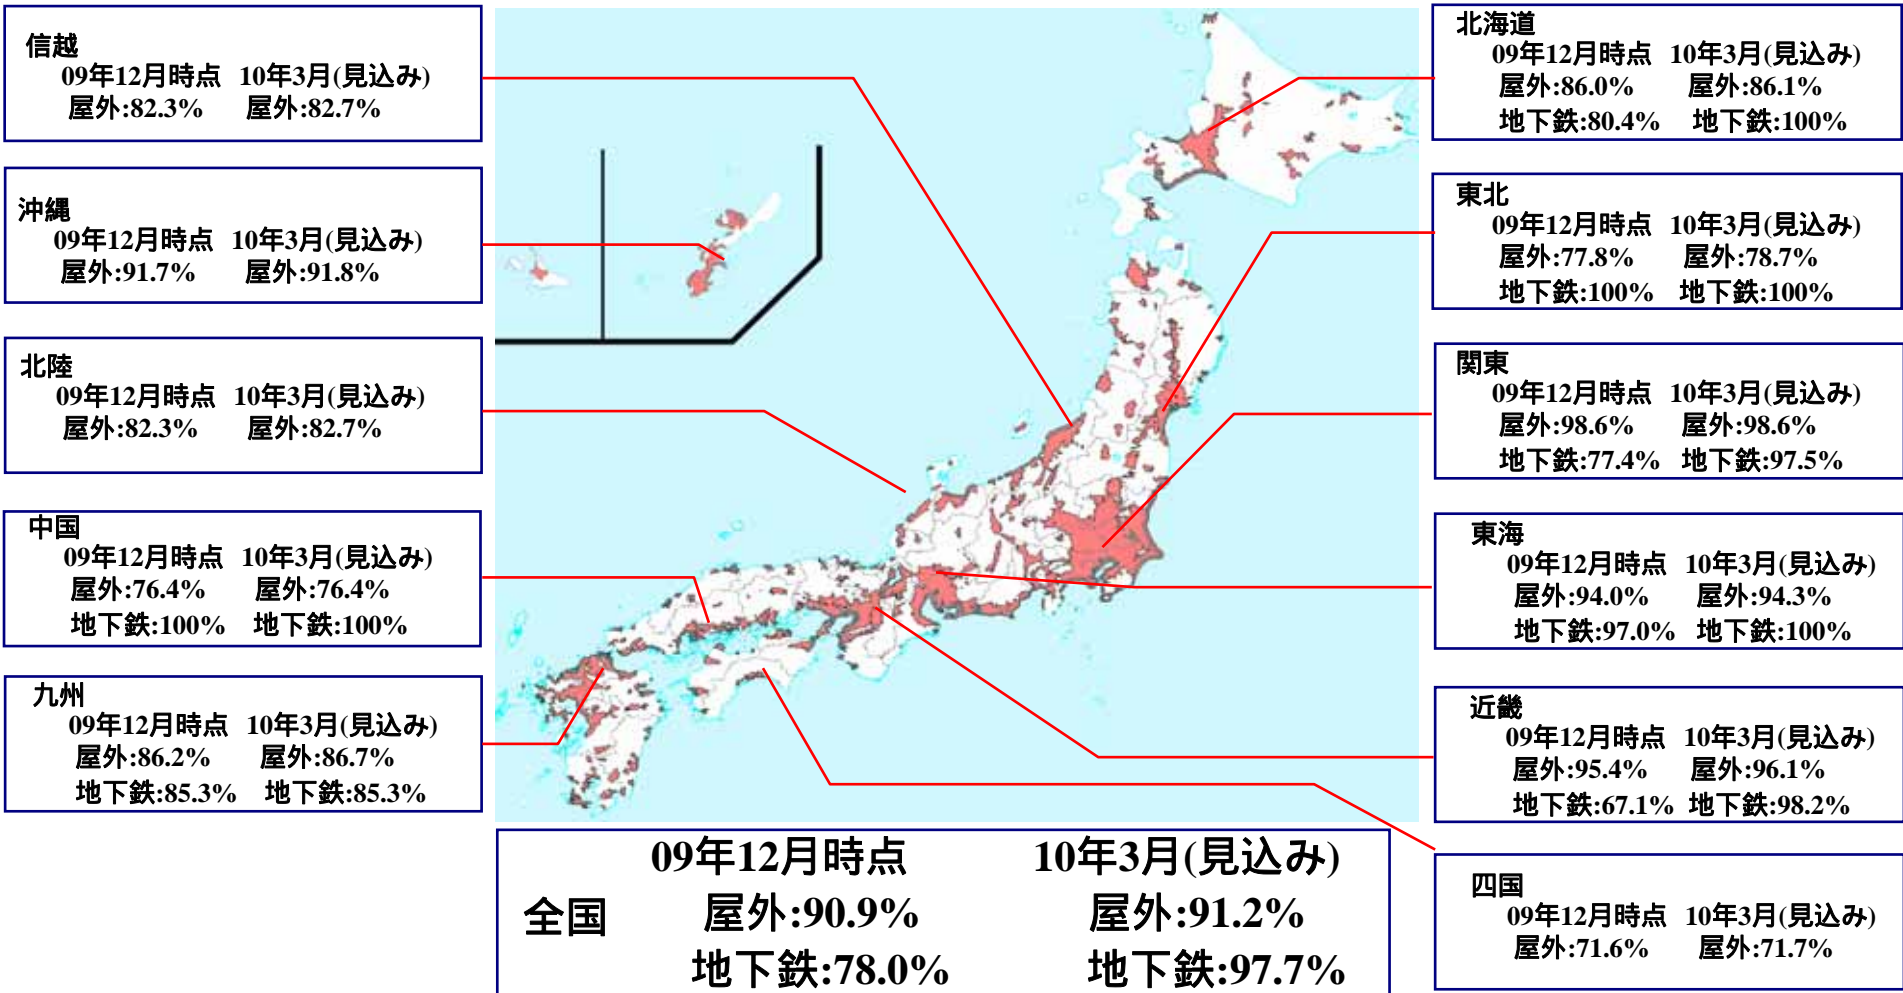 信越
09年12月時点 10年3月(見込み)
屋外:82.3% 屋外:82.7%
沖縄
09年12月時点 10年3月(見込み)
屋外:91.7% 屋外:91.8%
北陸
09年12月時点 10年3月(見込み)
屋外:82.3% 屋外:82.7%
中国
09年12月時点 10年3月(見込み)
屋外:76.4% 屋外:76.4%
地下鉄:100% 地下鉄:100%
九州
09年12月時点 10年3月(見込み)
屋外:86.2% 屋外:86.7%
地下鉄:85.3% 地下鉄:85.3%
北海道
09年12月時点 10年3月(見込み)
屋外:86.0% 屋外:86.1%
地下鉄:80.4% 地下鉄:100%
東北
09年12月時点 10年3月(見込み)
屋外:77.8% 屋外:78.7%
地下鉄:100% 地下鉄:100%
関東
09年12月時点 10年3月(見込み)
屋外:98.6% 屋外:98.6%
地下鉄:77.4% 地下鉄:97.5%
東海
09年12月時点 10年3月(見込み)
屋外:94.0% 屋外:94.3%
地下鉄:97.0% 地下鉄:100%
近畿
09年12月時点 10年3月(見込み)
屋外:95.4% 屋外:96.1%
地下鉄:67.1% 地下鉄:98.2%
四国
09年12月時点 10年3月(見込み)
屋外:71.6% 屋外:71.7%
09年12月時点 10年3月(見込み)
全国 屋外:90.9% 屋外:91.2%
地下鉄:78.0% 地下鉄:97.7%